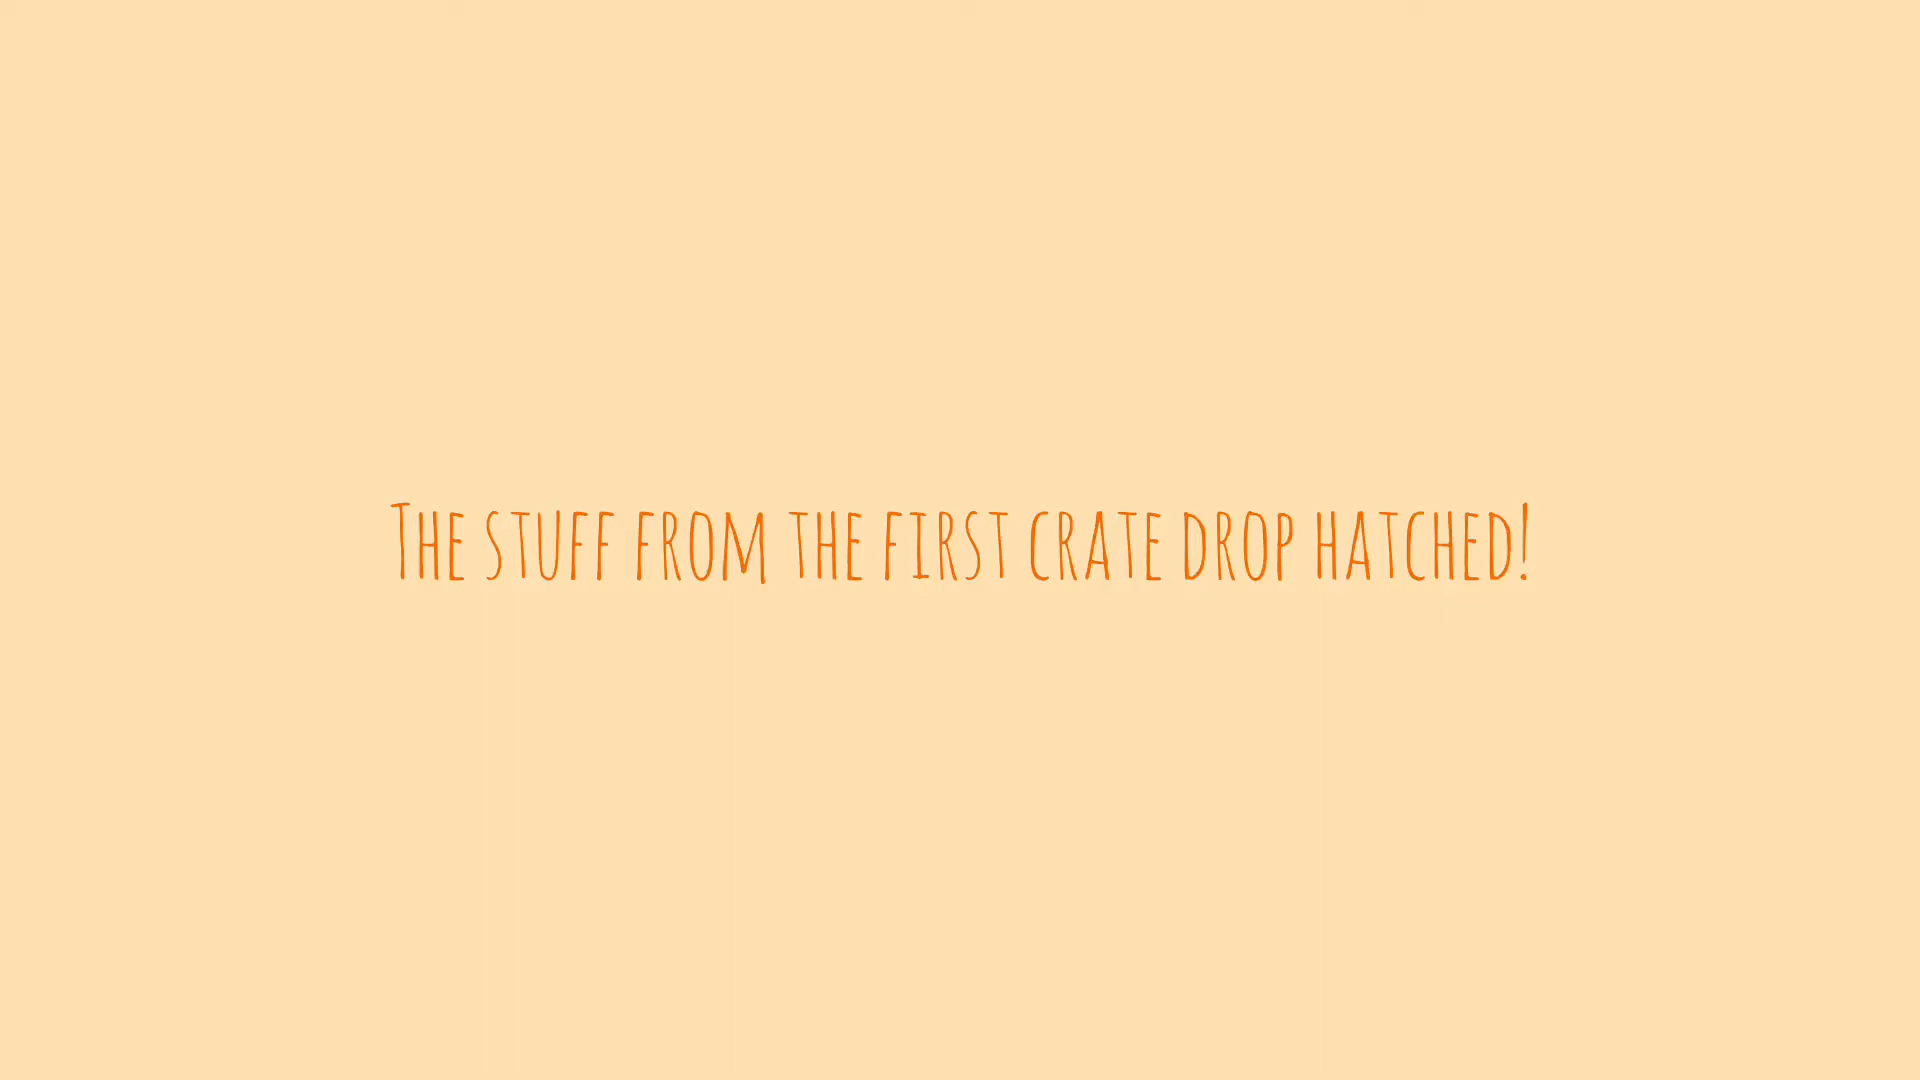 The stuff from the first crate drop hatched!